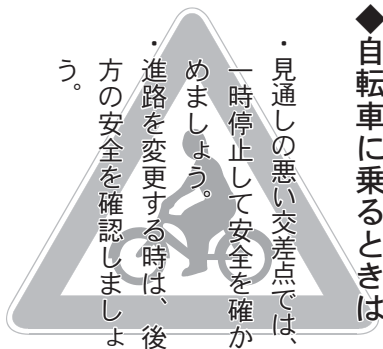 ◆自転車に乗るときは
・見通しの悪い交差点では、
一時停止して安全を確か
めましょう。
・進路を変更する時は、後
方の安全を確認しましょ
う。